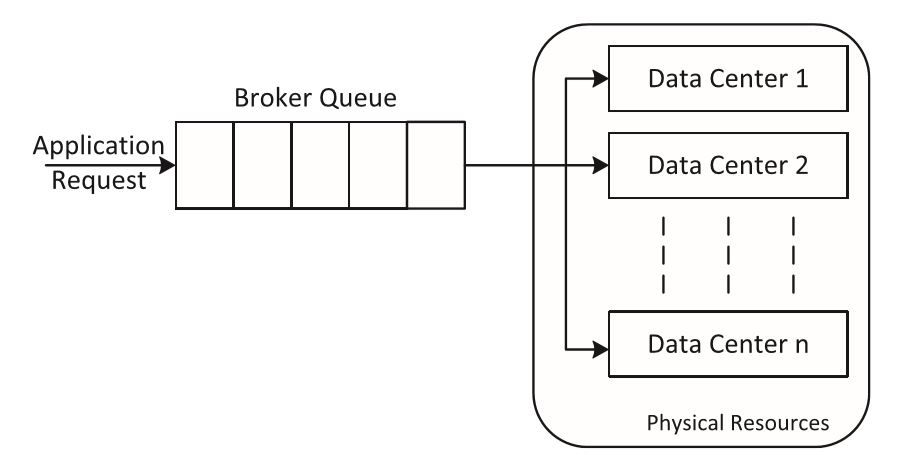 Broker Queue
Application
Request
Data Center 1
Data Center 2
Data Center n
Physical Resources